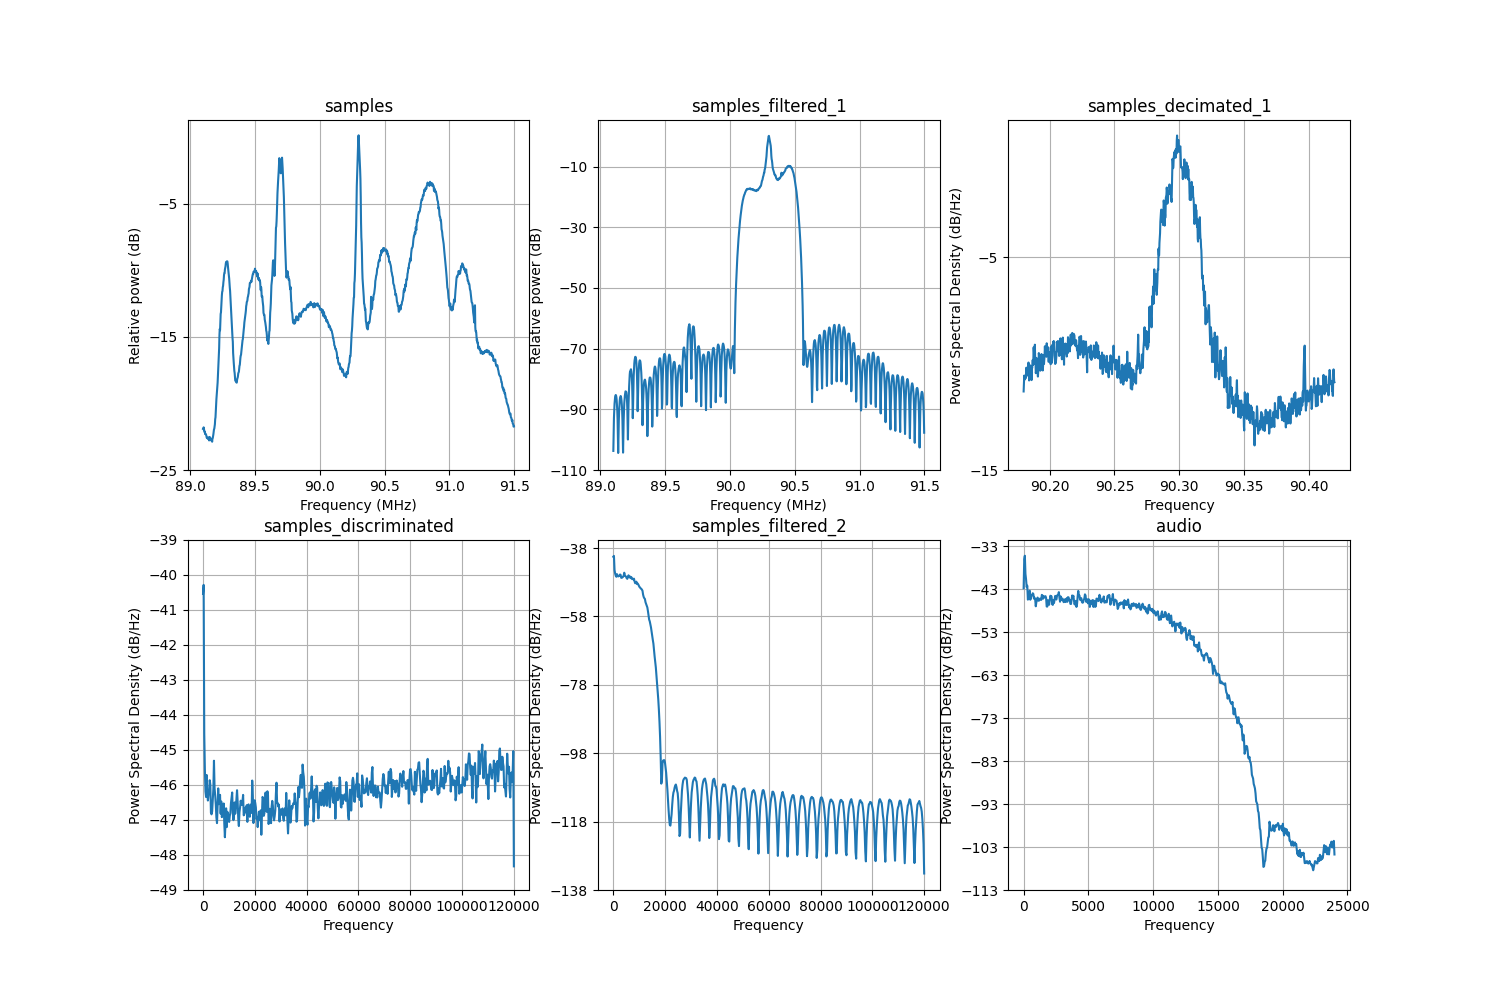 samples
Relative power (dB)
−5
−15
−25
89.0 89.5 90.0 90.5 91.0 91.5
Frequency (MHz)
samples_filtered_1
Relative power (dB)
−10
−30
−50
−70
−90
−110
89.0 89.5 90.0 90.5 91.0 91.5
Frequency (MHz)
samples_decimated_1
Power Spectral Density (dB/Hz)
−5
−15
90.20 90.25 90.30 90.35 90.40
Frequency
samples_discriminated
Power Spectral Density (dB/Hz)
−39
−40
−41
−42
−43
−44
−45
−46
−47
−48
−49
0 20000 40000 60000 80000 100000 120000
Frequency
samples_filtered_2
Power Spectral Density (dB/Hz)
−38
−58
−78
−98
−118
−138
0 20000 40000 60000 80000 100000 120000
Frequency
audio
Power Spectral Density (dB/Hz)
−33
−43
−53
−63
−73
−83
−93
−103
−113
0 5000 10000 15000 20000 25000
Frequency